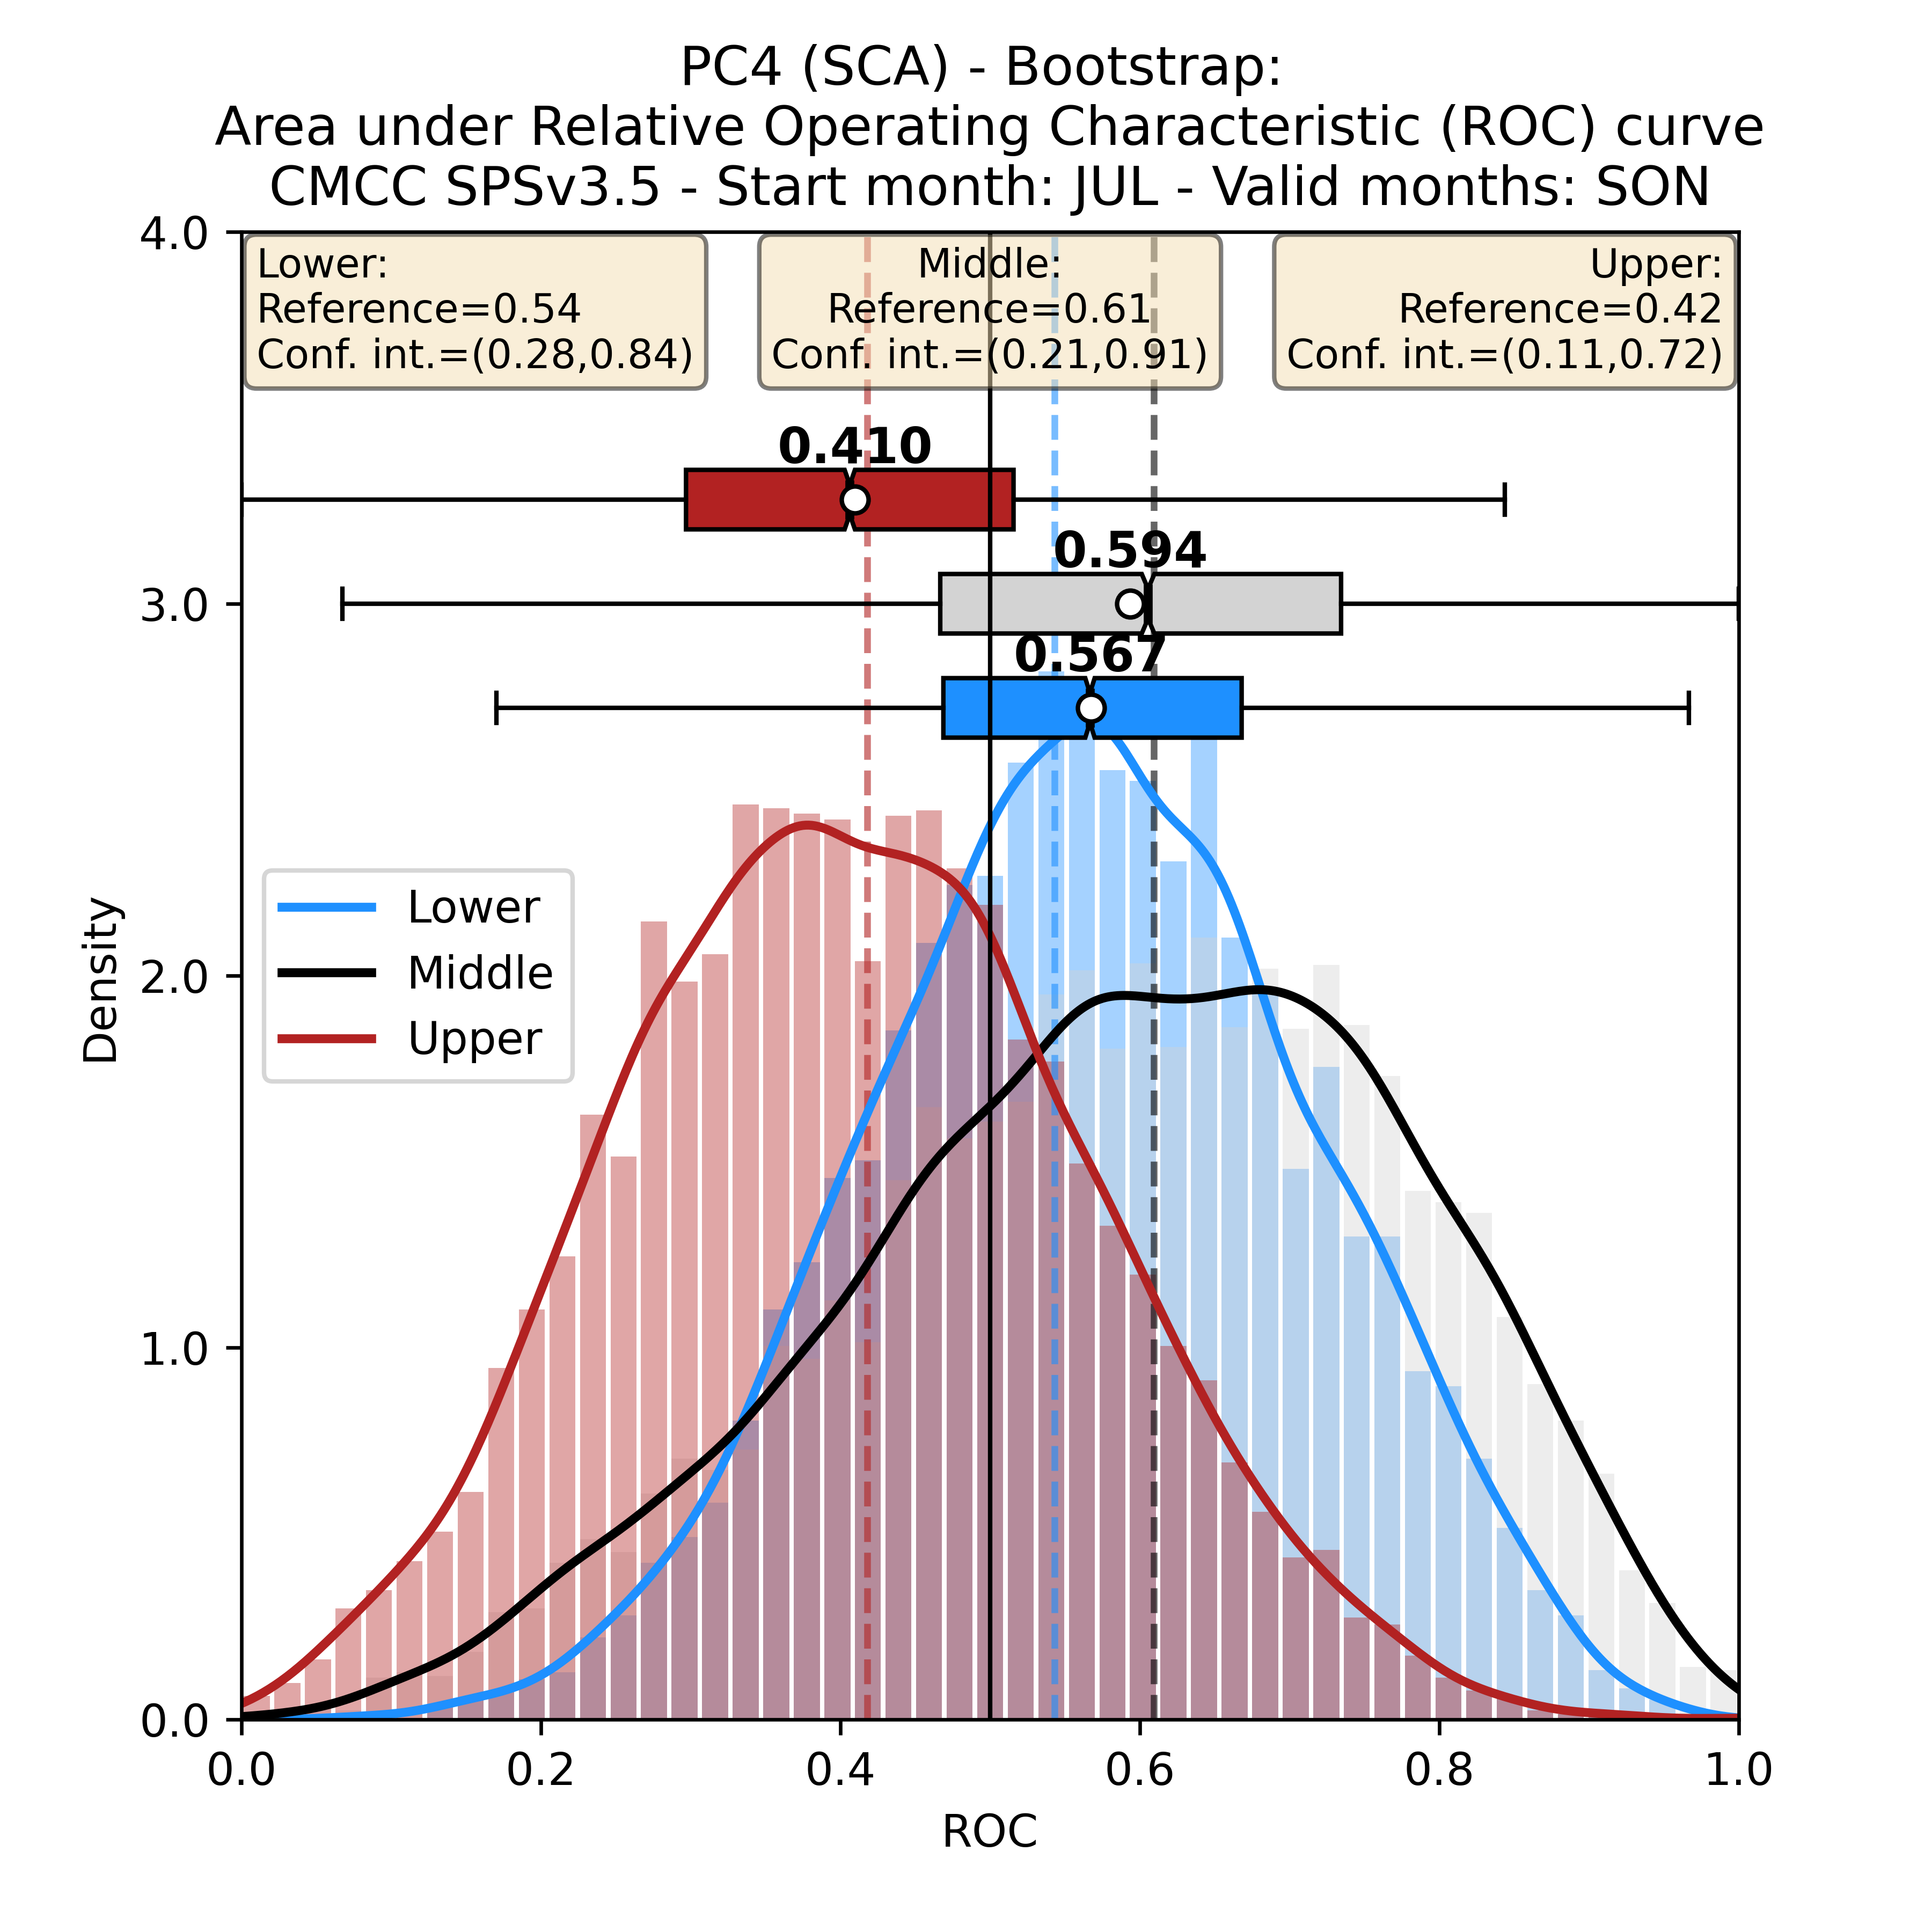 PC4 (SCA) - Bootstrap:
Area under Relative Operating Characteristic (ROC) curve
CMCC SPSv3.5 - Start month: JUL - Valid months: SON
Lower:
Reference=0.54
Conf. int.=(0.28,0.84)
Middle:
Reference=0.61
Conf. int.=(0.21,0.91)
Upper:
Reference=0.42
Conf. int.=(0.11,0.72)
0.410
0.594
0.567
4.0
3.0
2.0
1.0
0.0
Density
Lower
Middle
Upper
0.0 0.2 0.4 0.6 0.8 1.0
ROC